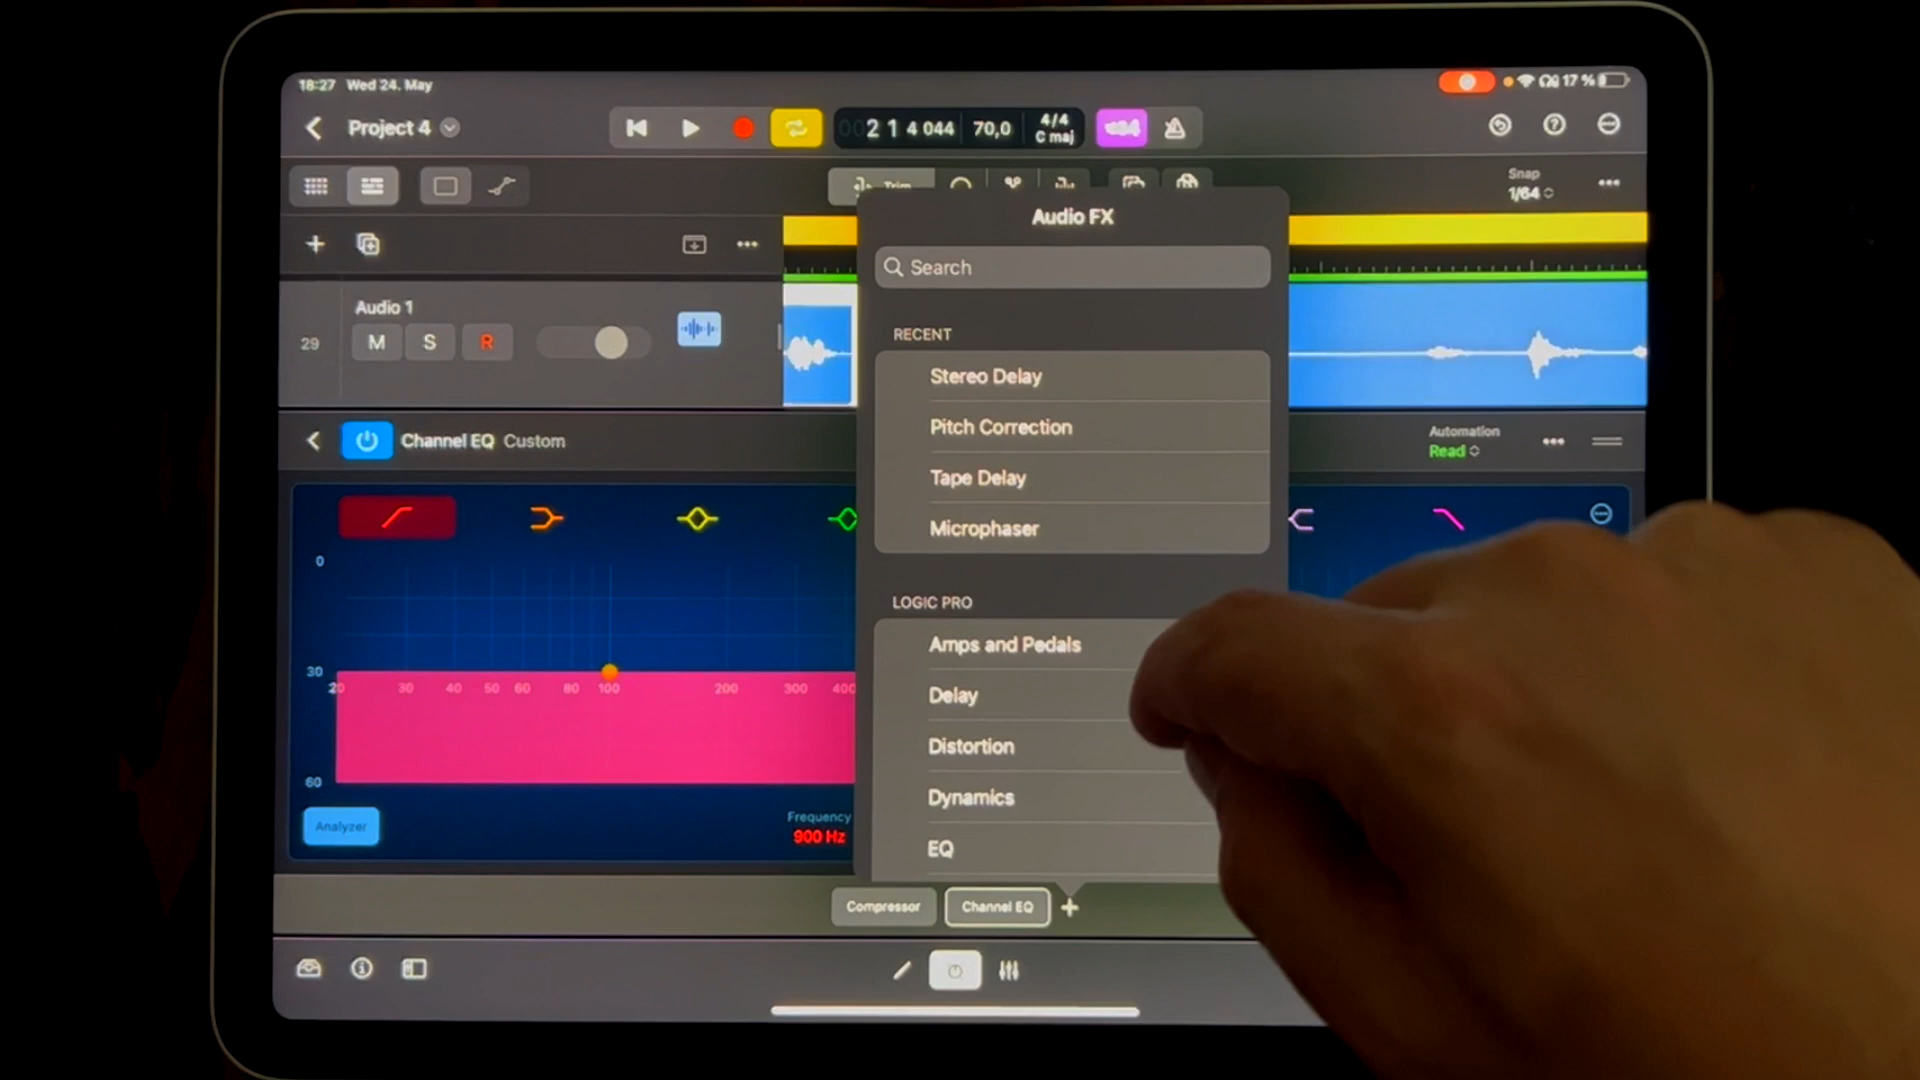 18:27 Wed 24. May
17 %
Project 4
2 1 4 044 70,0 4/4
C maj
Trim
Snap
1/64
Audio FX
Search
Audio 1
29 M S R
RECENT
Stereo Delay
Pitch Correction
Tape Delay
Microphaser
Channel EQ Custom
Automation
Read
LOGIC PRO
Amps and Pedals
Delay
Distortion
Dynamics
EQ
0
30
20 30 40 50 60 80 100 200 300 400
60
Analyzer
Frequency
900 Hz
Compressor Channel EQ